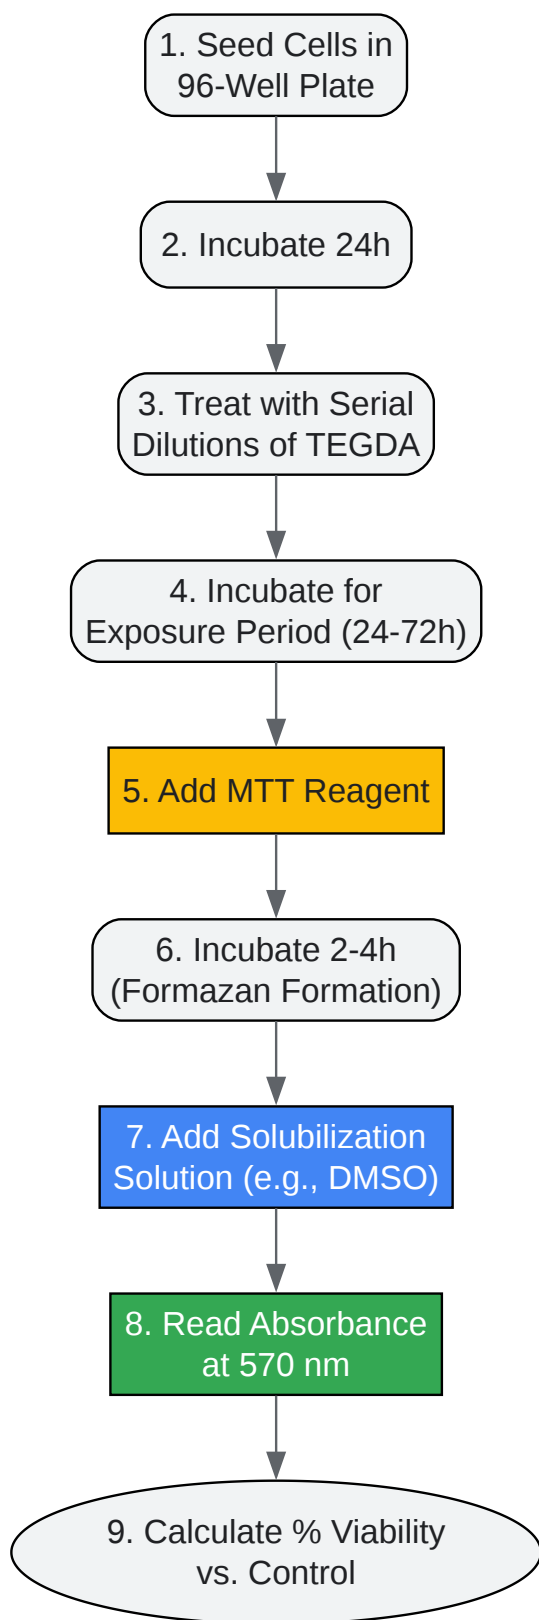 1. Seed Cells in
96-Well Plate
2. Incubate 24h
3. Treat with Serial
Dilutions of TEGDA
4. Incubate for
Exposure Period (24-72h)
5. Add MTT Reagent
6. Incubate 2-4h
(Formazan Formation)
7. Add Solubilization
Solution (e.g., DMSO)
8. Read Absorbance
at 570 nm
9. Calculate % Viability
vs. Control